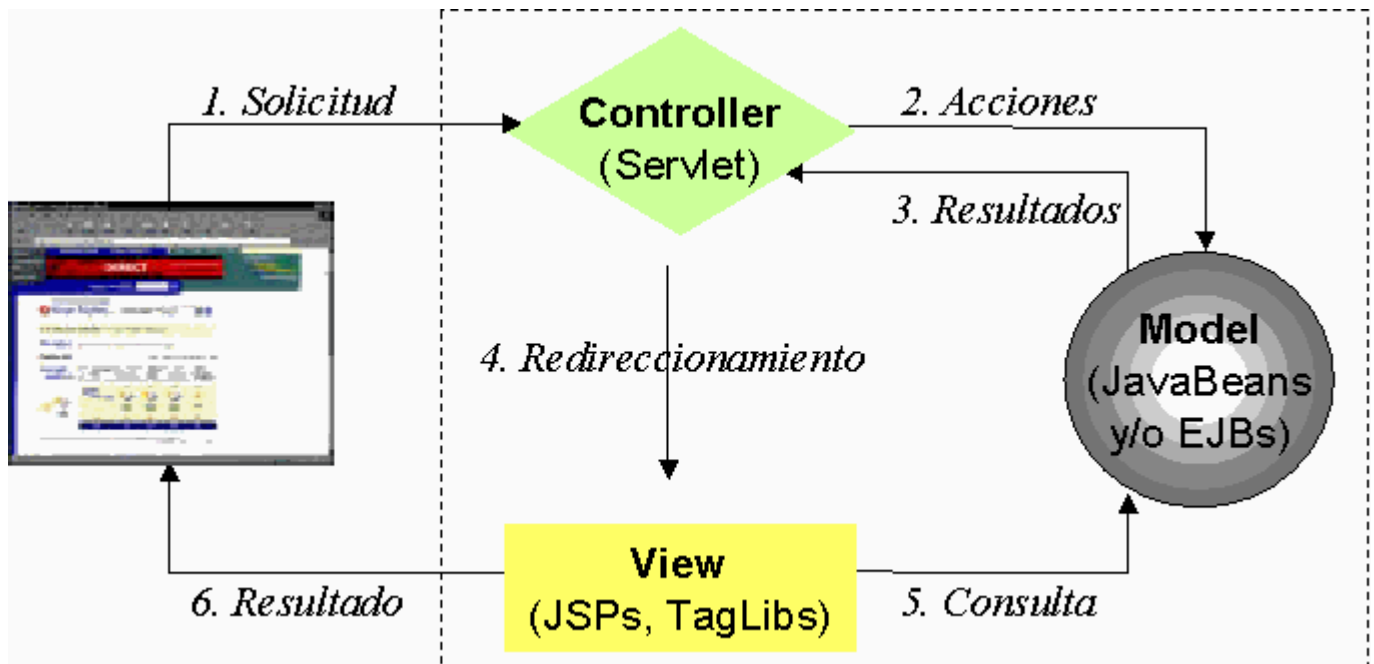 1. Solicitud
Controller
(Servlet)
2. Acciones
3. Resultados
DIRECT
4. Redireccionamiento
Model
(JavaBeans
y/o EJBs)
View
(JSPs, TagLibs)
6. Resultado
5. Consulta